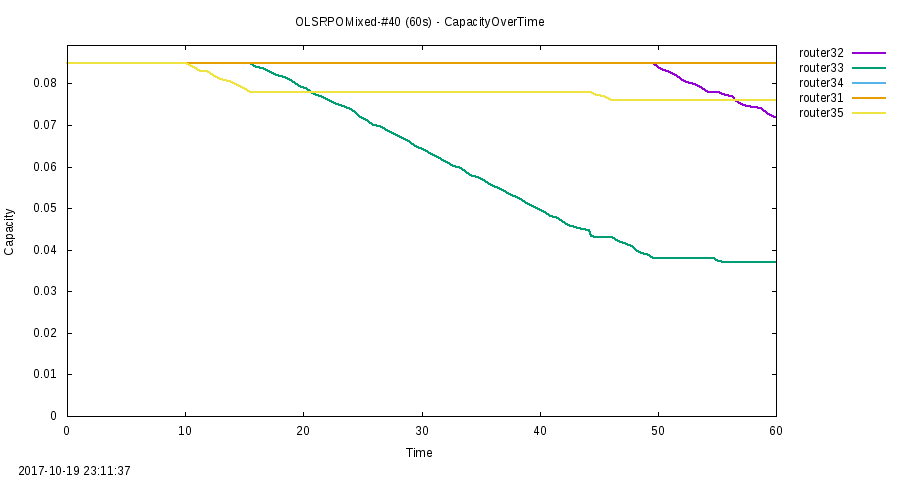 OLSRPOMixed-#40 (60s) - CapacityOverTime
router32
router33
router34
router31
router35
0.08
0.07
0.06
0.05
0.04
0.03
0.02
0.01
0
Capacity
0 10 20 30 40 50 60
Time
2017-10-19 23:11:37